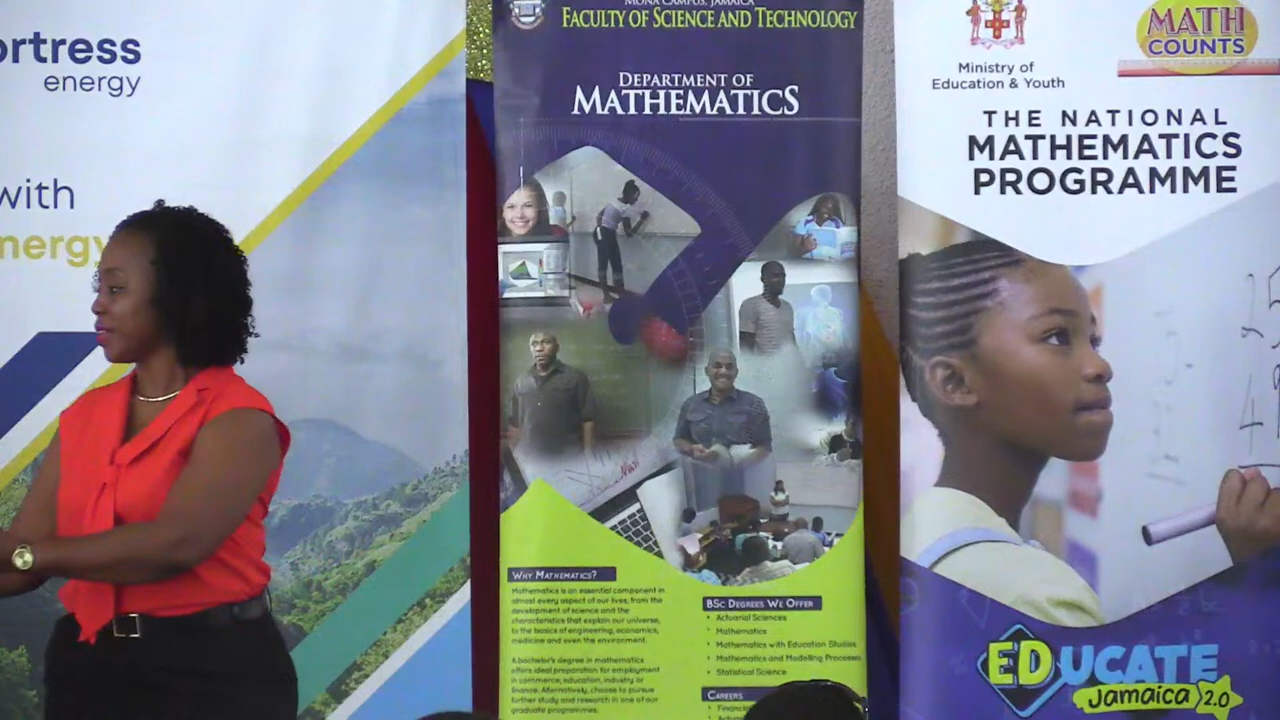 ortress
energy
with
nergy
MONA CAMPUS, JAMAICA
FACULTY OF SCIENCE AND TECHNOLOGY
DEPARTMENT OF
MATHEMATICS
WHY MATHEMATICS?
Mathematics is an essential component in
almost every aspect of our lives, from the
development of science and the
characteristics that explain our universe,
to the basics of engineering, economics,
medicine and even the environment.
A bachelor's degree in mathematics
offers ideal preparation for employment
in commerce, education, industry or
finance. Alternatively, choose to pursue
further study and research in one of our
graduate programmes.
BSC DEGREES WE OFFER
• Actuarial Sciences
• Mathematics
• Mathematics with Education Studies
• Mathematics and Modelling Processes
• Statistical Science
CAREERS
Ministry of
Education & Youth
MATH
COUNTS
THE NATIONAL
MATHEMATICS
PROGRAMME
EDUCATE
Jamaica 2.0